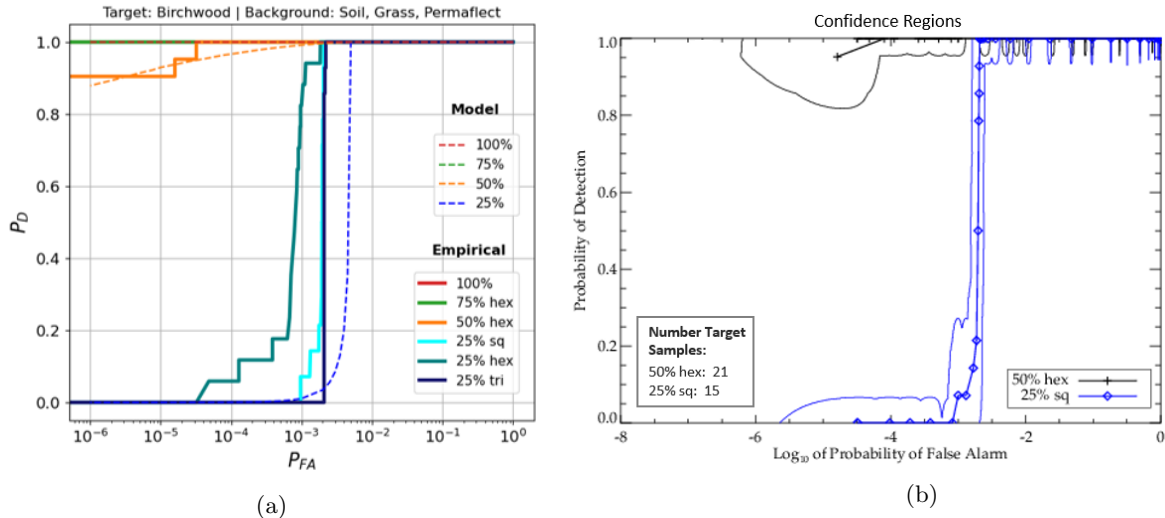 Target: Birchwood | Background: Soil, Grass, Permaflect
1.0
0.8
0.6
0.4
0.2
0.0
P_D
10^-6
10^-5
10^-4
10^-3
10^-2
10^-1
10^0
P_FA
Model
100%
75%
50%
25%
Empirical
100%
75% hex
50% hex
25% sq
25% hex
25% tri
(a)
Confidence Regions
1.0
0.8
0.6
0.4
0.2
0.0
Probability of Detection
-8
-6
-4
-2
0
Log₁₀ of Probability of False Alarm
Number Target
Samples:
50% hex: 21
25% sq: 15
50% hex
25% sq
(b)